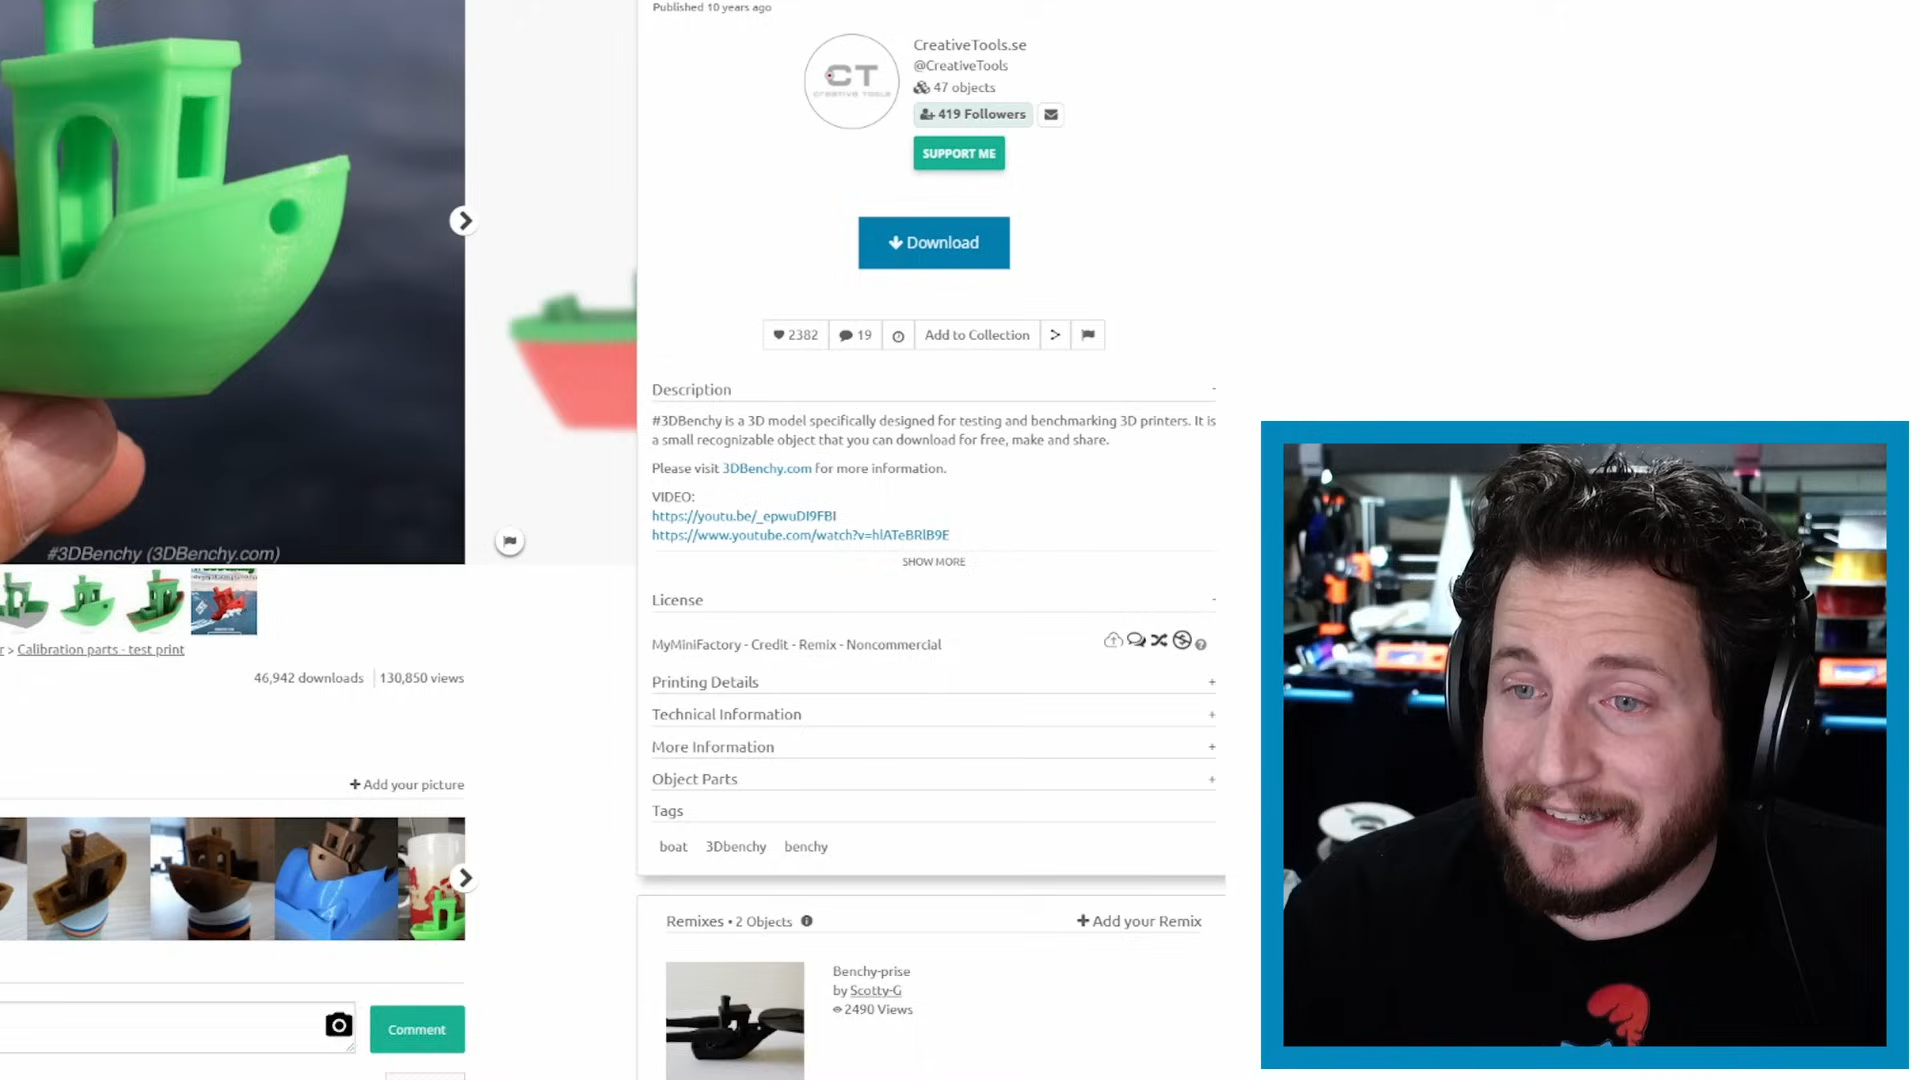 Published 10 years ago
CT
CREATIVE TOOLS
CreativeTools.se
@CreativeTools
47 objects
419 Followers
SUPPORT ME
Download
2382
19
Add to Collection
Description
-
#3DBenchy is a 3D model specifically designed for testing and benchmarking 3D printers. It is
a small recognizable object that you can download for free, make and share.
Please visit 3DBenchy.com for more information.
VIDEO:
https://youtu.be/_epwuDI9FBI
https://www.youtube.com/watch?v=hlATeBRlB9E
SHOW MORE
License
-
MyMiniFactory - Credit - Remix - Noncommercial
Printing Details
+
Technical Information
+
More Information
+
Object Parts
+
Tags
boat 3Dbenchy benchy
Remixes • 2 Objects
+ Add your Remix
Benchy-prise
by Scotty-G
2490 Views
#3DBenchy (3DBenchy.com)
r > Calibration parts - test print
46,942 downloads
130,850 views
+ Add your picture
Comment